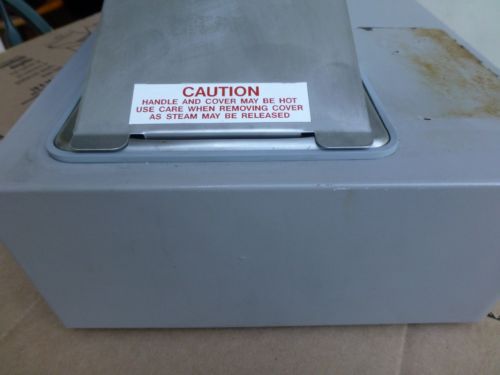 CAUTION
HANDLE AND COVER MAY BE HOT
USE CARE WHEN REMOVING COVER
AS STEAM MAY BE RELEASED